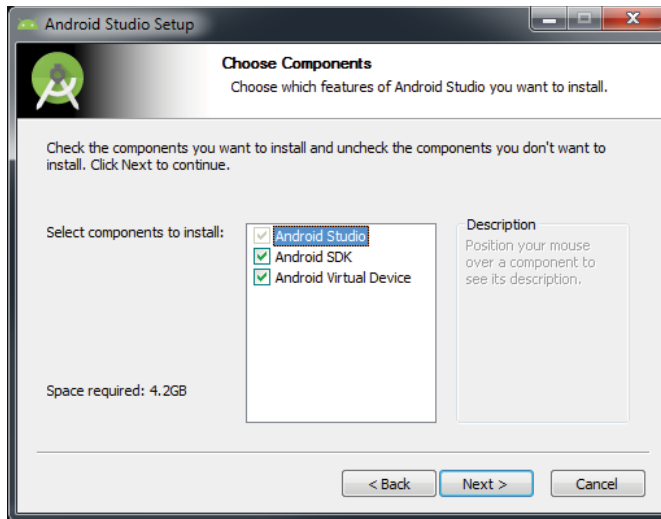 Android Studio Setup
Choose Components
Choose which features of Android Studio you want to install.
Check the components you want to install and uncheck the components you don't want to
install. Click Next to continue.
Select components to install:
Android Studio
Android SDK
Android Virtual Device
Description
Position your mouse
over a component to
see its description.
Space required: 4.2GB
< Back
Next >
Cancel